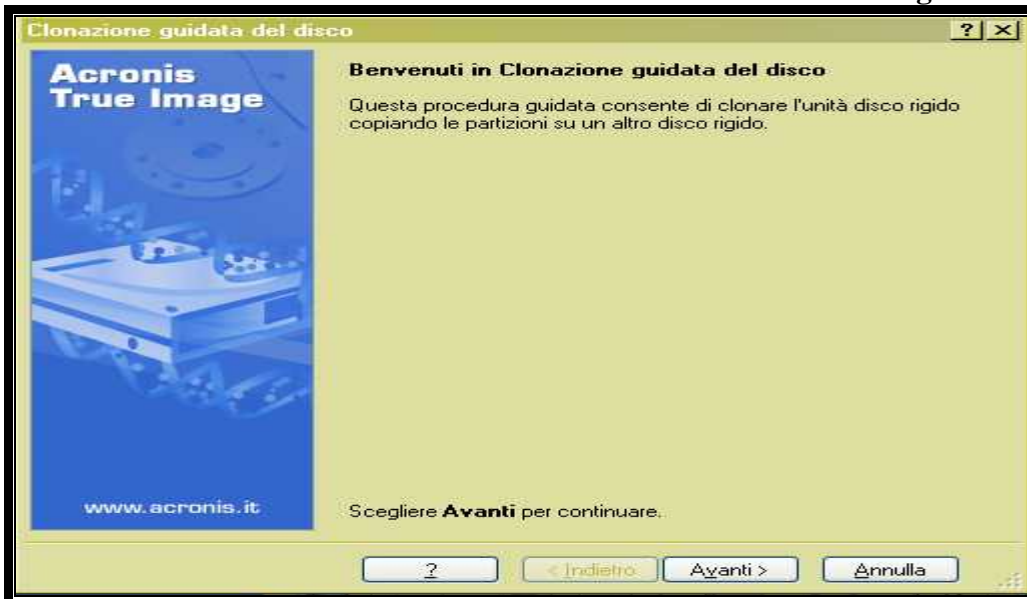 Clonazione guidata del disco
Acronis
True Image
Benvenuti in Clonazione guidata del disco
Questa procedura guidata consente di clonare l'unità disco rigido
copiando le partizioni su un altro disco rigido.
www.acronis.it
Scegliere Avanti per continuare.
?
< Indietro
Avanti >
Annulla